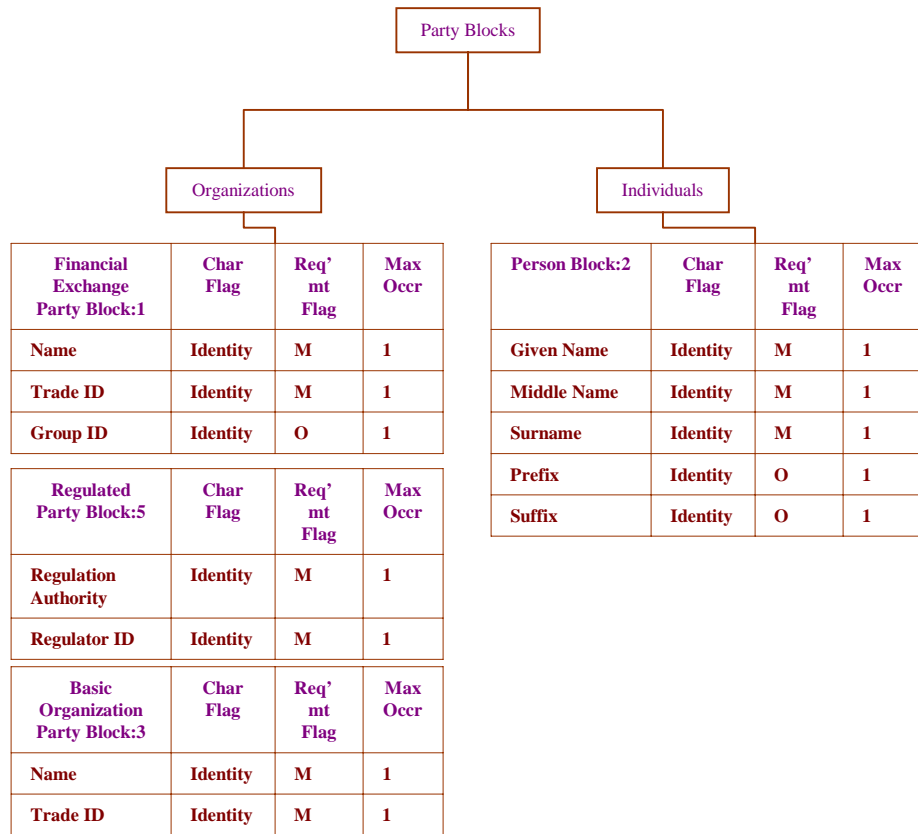 Party Blocks
Organizations
Individuals
Financial Exchange Party Block:1 Char Flag Req' mt Flag Max Occr
Name Identity M 1
Trade ID Identity M 1
Group ID Identity O 1
Regulated Party Block:5 Char Flag Req' mt Flag Max Occr
Regulation Authority Identity M 1
Regulator ID Identity M 1
Basic Organization Party Block:3 Char Flag Req' mt Flag Max Occr
Name Identity M 1
Trade ID Identity M 1
Person Block:2 Char Flag Req' mt Flag Max Occr
Given Name Identity M 1
Middle Name Identity M 1
Surname Identity M 1
Prefix Identity O 1
Suffix Identity O 1